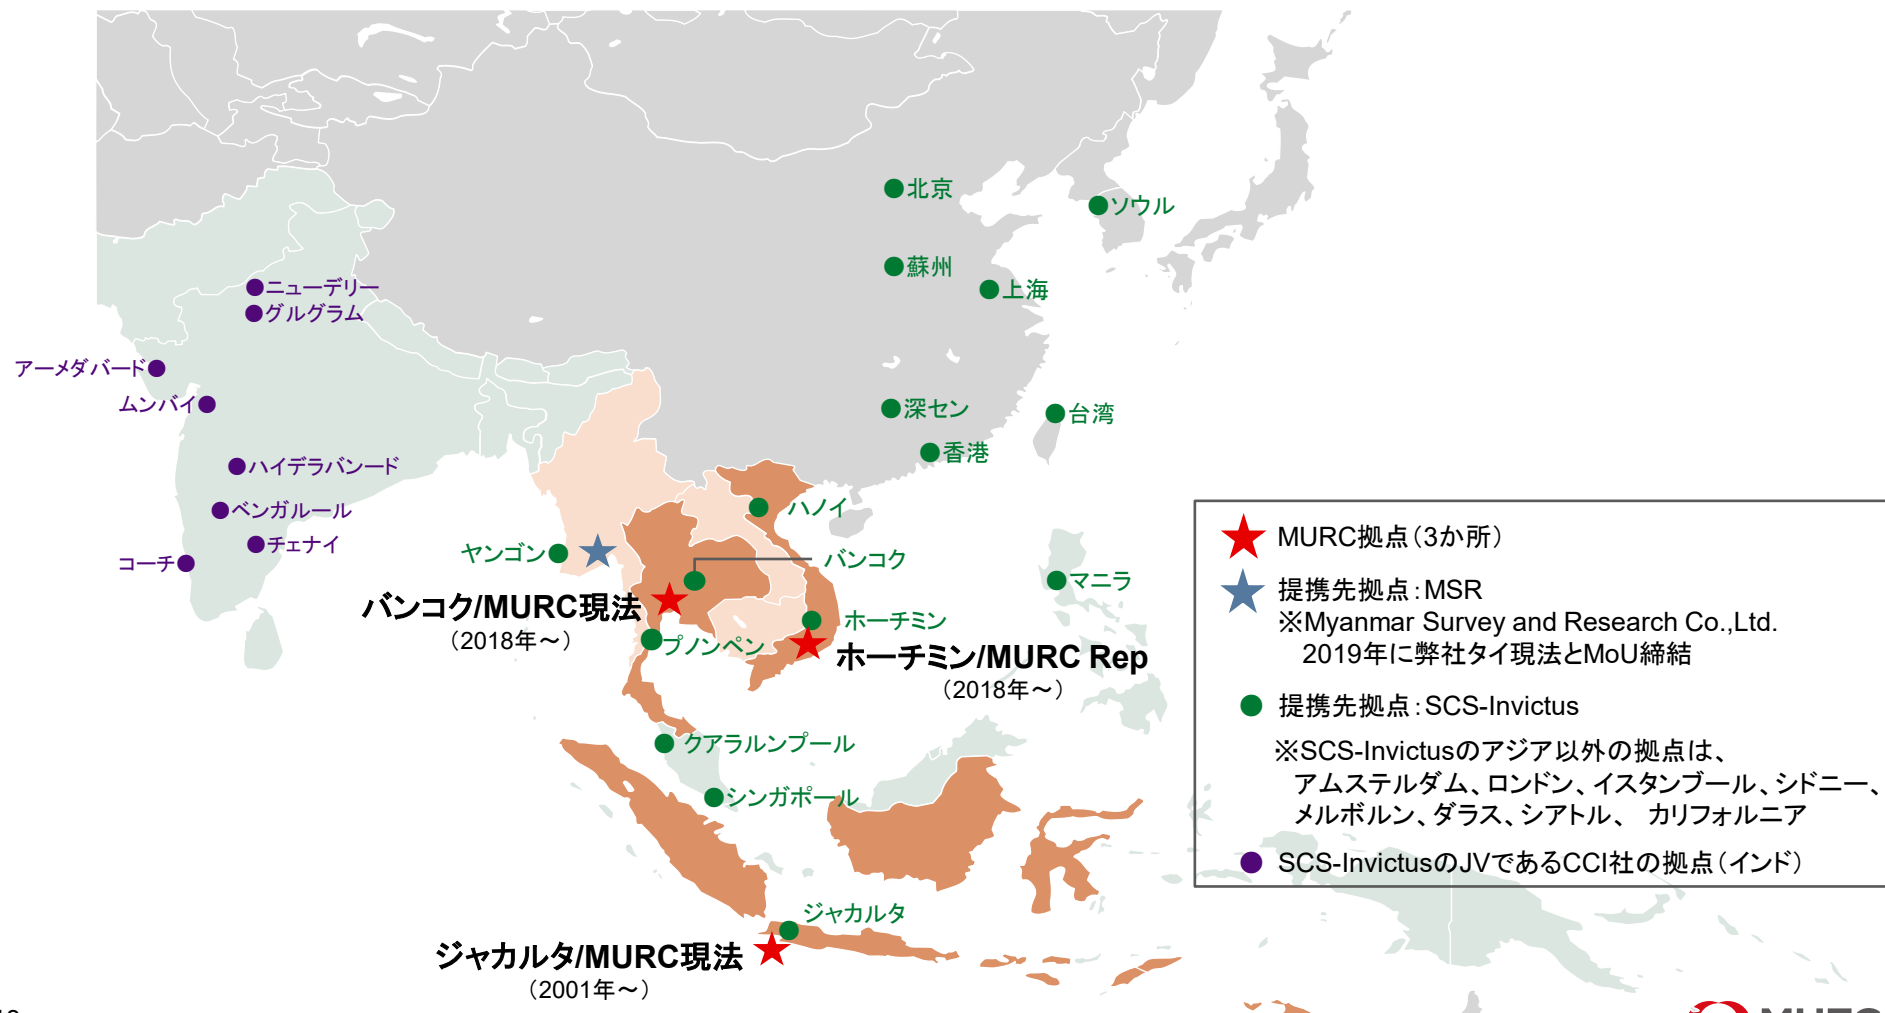 北京
ソウル
蘇州
上海
ニューデリー
グルグラム
アーメダバード
ムンバイ
深セン
台湾
香港
ハイデラバンード
ベンガルール
チェナイ
コーチ
ハノイ
ヤンゴン
バンコク
マニラ
バンコク/MURC現法
（2018年～）
ホーチミン
プノンペン
ホーチミン/MURC Rep
（2018年～）
クアラルンプール
シンガポール
ジャカルタ
ジャカルタ/MURC現法
（2001年～）
MURC拠点（3か所）
提携先拠点：MSR
※Myanmar Survey and Research Co.,Ltd.
2019年に弊社タイ現法とMoU締結
提携先拠点：SCS-Invictus
※SCS-Invictusのアジア以外の拠点は、
アムステルダム、ロンドン、イスタンブール、シドニー、
メルボルン、ダラス、シアトル、 カリフォルニア
SCS-InvictusのJVであるCCI社の拠点（インド）